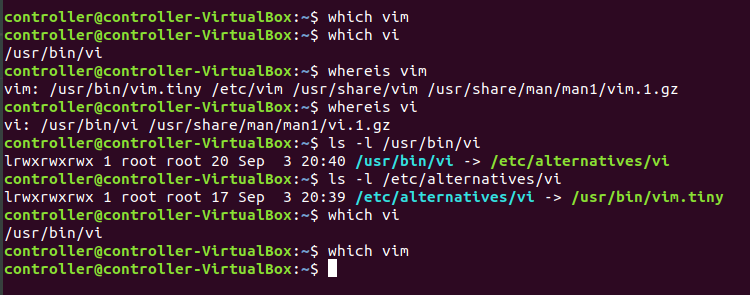 controller@controller-VirtualBox:~$ which vim
controller@controller-VirtualBox:~$ which vi
/usr/bin/vi
controller@controller-VirtualBox:~$ whereis vim
vim: /usr/bin/vim.tiny /etc/vim /usr/share/vim /usr/share/man/man1/vim.1.gz
controller@controller-VirtualBox:~$ whereis vi
vi: /usr/bin/vi /usr/share/man/man1/vi.1.gz
controller@controller-VirtualBox:~$ ls -l /usr/bin/vi
lrwxrwxrwx 1 root root 20 Sep  3 20:40 /usr/bin/vi -> /etc/alternatives/vi
controller@controller-VirtualBox:~$ ls -l /etc/alternatives/vi
lrwxrwxrwx 1 root root 17 Sep  3 20:39 /etc/alternatives/vi -> /usr/bin/vim.tiny
controller@controller-VirtualBox:~$ which vi
/usr/bin/vi
controller@controller-VirtualBox:~$ which vim
controller@controller-VirtualBox:~$